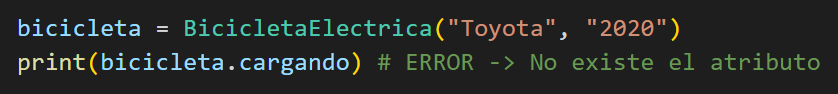 bicicleta = BicicletaElectrica("Toyota", "2020")
print(bicicleta.cargando) # ERROR -> No existe el atributo